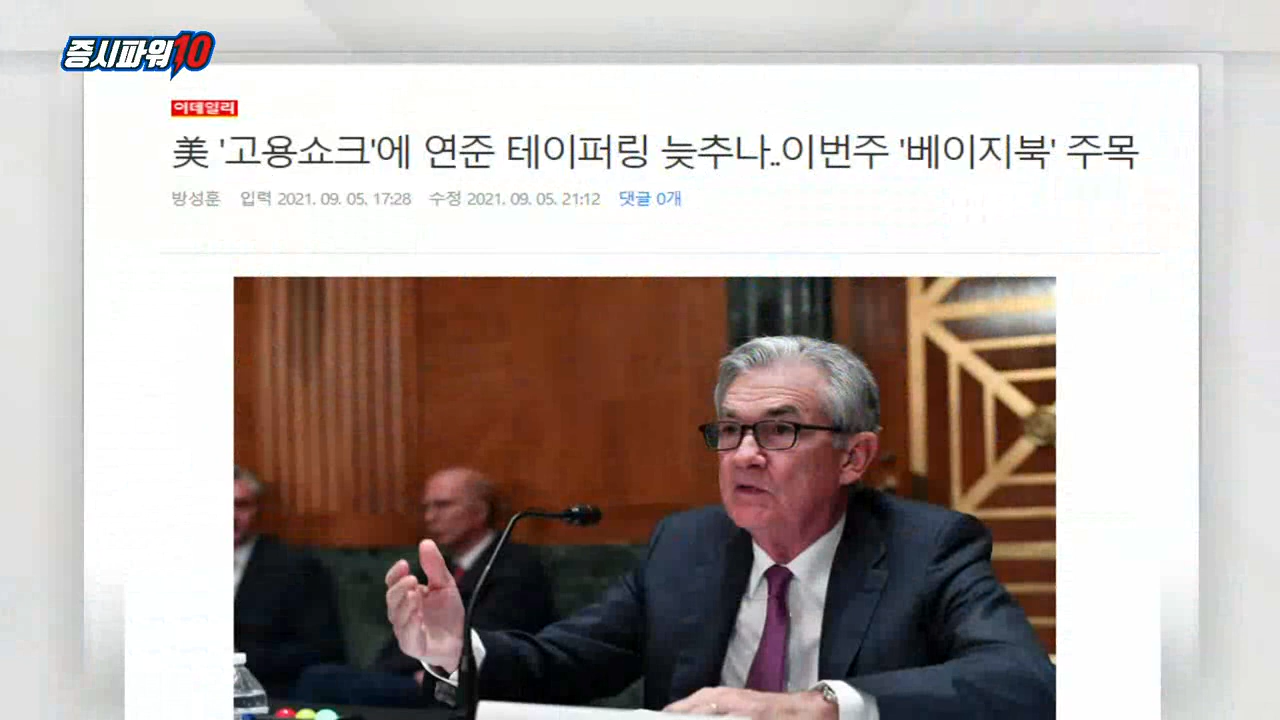 증시파워10
이데일리
美 '고용쇼크'에 연준 테이퍼링 늦추나..이번주 '베이지북' 주목
방성훈 입력 2021. 09. 05. 17:28 수정 2021. 09. 05. 21:12 댓글 0개